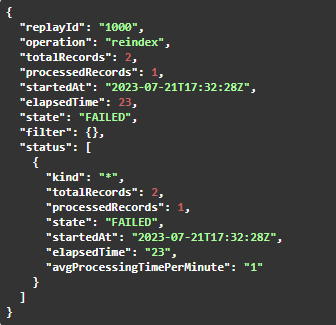 {
  "replayId": "1000",
  "operation": "reindex",
  "totalRecords": 2,
  "processedRecords": 1,
  "startedAt": "2023-07-21T17:32:28Z",
  "elapsedTime": 23,
  "state": "FAILED",
  "filter": {},
  "status": [
    {
      "kind": "*",
      "totalRecords": 2,
      "processedRecords": 1,
      "state": "FAILED",
      "startedAt": "2023-07-21T17:32:28Z",
      "elapsedTime": "23",
      "avgProcessingTimePerMinute": "1"
    }
  ]
}